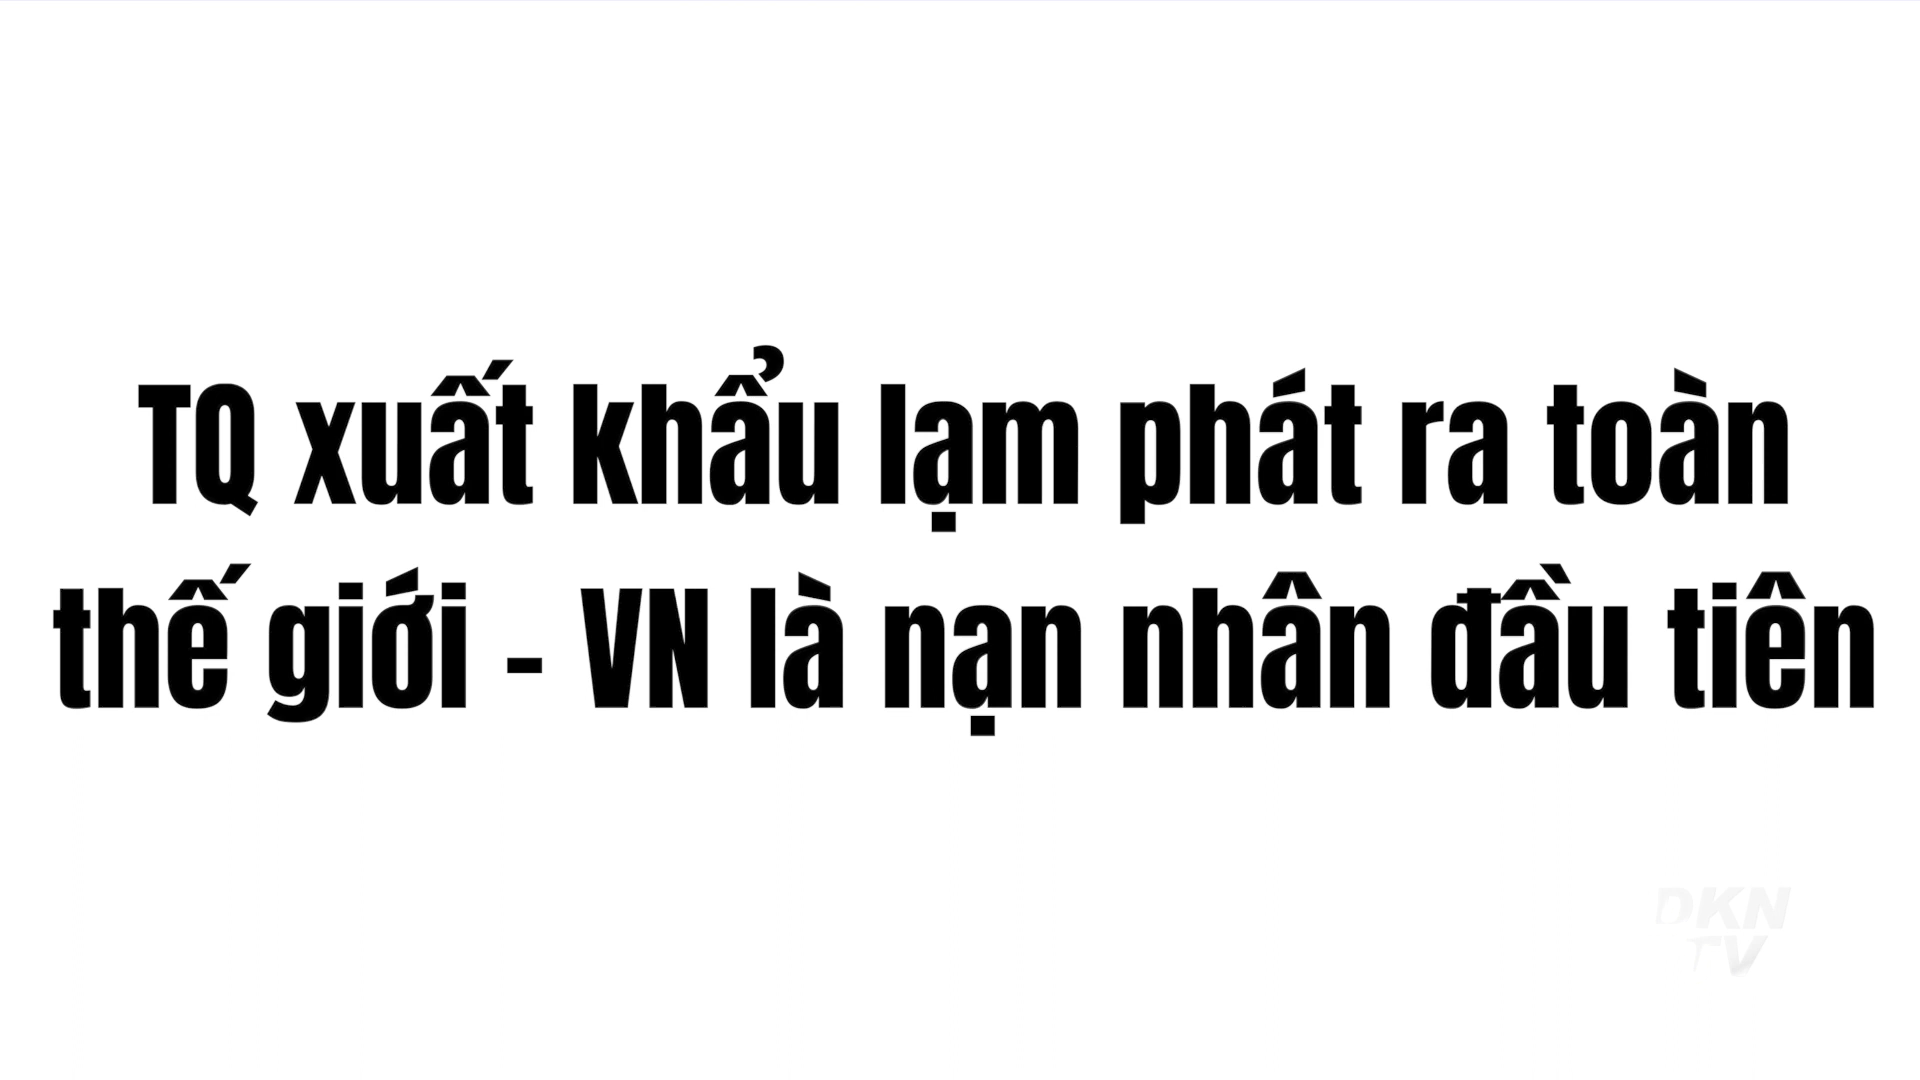 TQ xuất khẩu lạm phát ra toàn
thế giới - VN là nạn nhân đầu tiên
DKN
TV